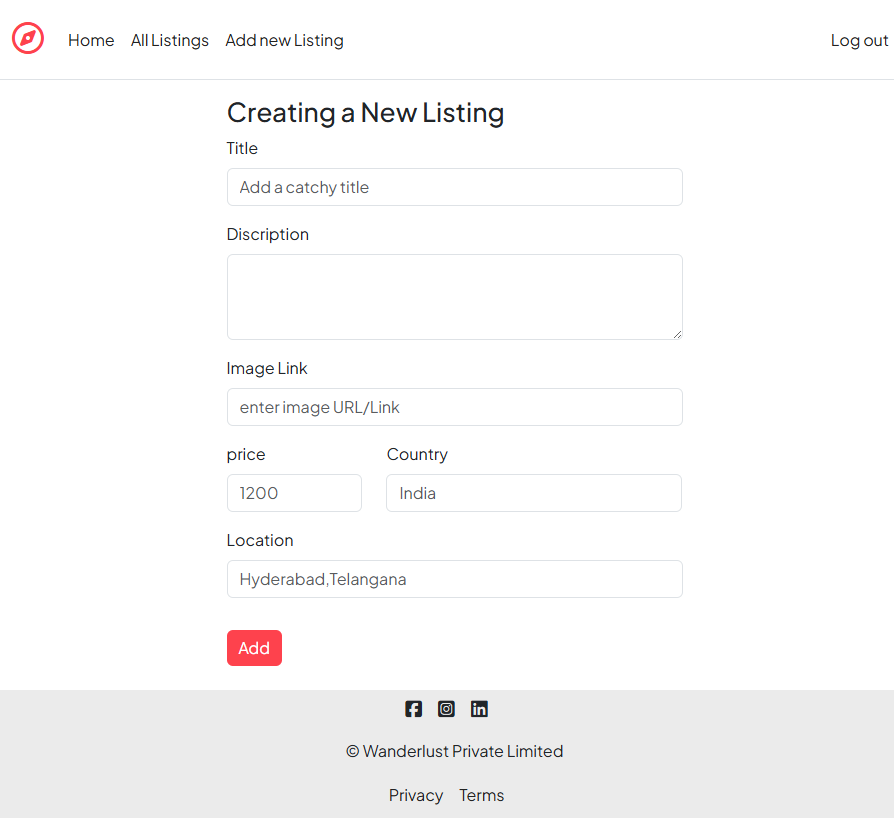 Home All Listings Add new Listing Log out
Creating a New Listing
Title
Add a catchy title
Discription
Image Link
enter image URL/Link
price Country
1200 India
Location
Hyderabad,Telangana
Add
© Wanderlust Private Limited
Privacy Terms